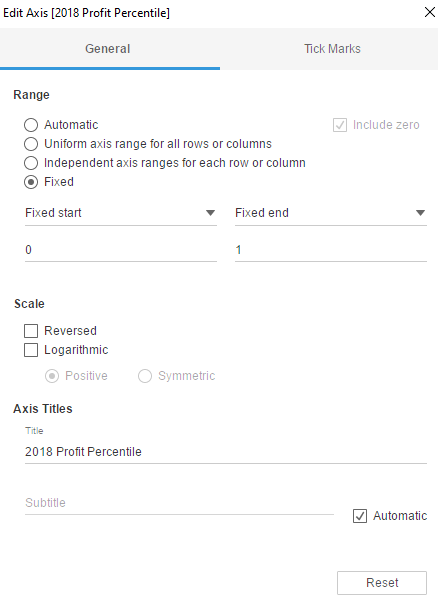 Edit Axis [2018 Profit Percentile]
General Tick Marks
Range
Automatic Include zero
Uniform axis range for all rows or columns
Independent axis ranges for each row or column
Fixed
Fixed start Fixed end
0 1
Scale
Reversed
Logarithmic
Positive Symmetric
Axis Titles
Title
2018 Profit Percentile
Subtitle
Automatic
Reset